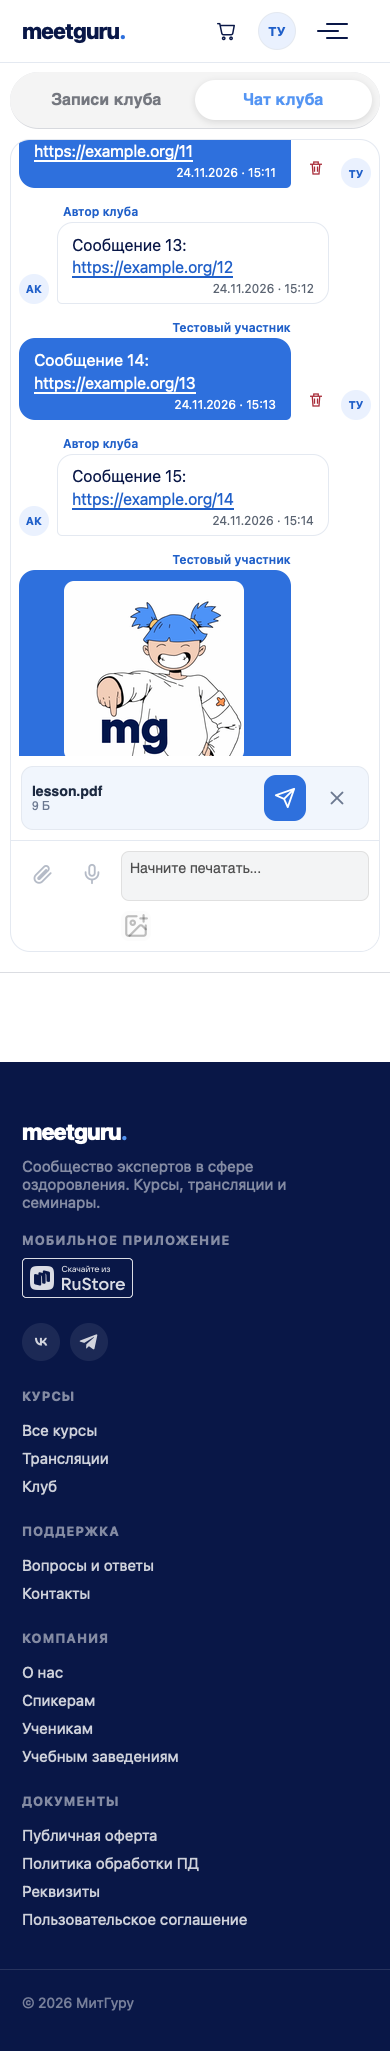 meetguru.
ТУ
Записи клуба
Чат клуба
https://example.org/11
24.11.2026 · 15:11
ТУ
Автор клуба
Сообщение 13:
https://example.org/12
24.11.2026 · 15:12
АК
Тестовый участник
Сообщение 14:
https://example.org/13
24.11.2026 · 15:13
ТУ
Автор клуба
Сообщение 15:
https://example.org/14
24.11.2026 · 15:14
АК
Тестовый участник
mg
lesson.pdf
9 Б
Начните печатать...
meetguru.
Сообщество экспертов в сфере
оздоровления. Курсы, трансляции и
семинары.
МОБИЛЬНОЕ ПРИЛОЖЕНИЕ
Скачайте из
RuStore
КУРСЫ
Все курсы
Трансляции
Клуб
ПОДДЕРЖКА
Вопросы и ответы
Контакты
КОМПАНИЯ
О нас
Спикерам
Ученикам
Учебным заведениям
ДОКУМЕНТЫ
Публичная оферта
Политика обработки ПД
Реквизиты
Пользовательское соглашение
© 2026 МитГуру